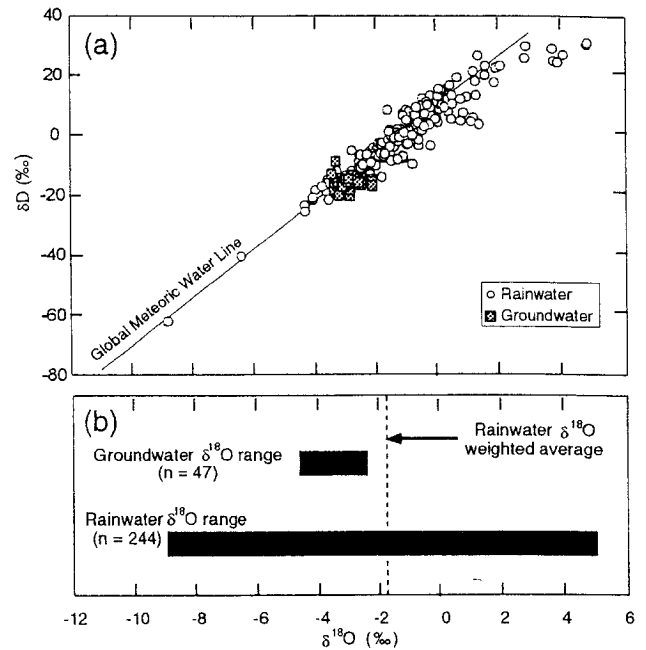 40
(a)
20
0
-20
-40
-60
-80
δD (‰)
Global Meteoric Water Line
Rainwater
Groundwater
(b)
Groundwater δ18O range
(n = 47)
Rainwater δ18O
weighted average
Rainwater δ18O range
(n = 244)
-12 -10 -8 -6 -4 -2 0 2 4 6
δ18O (‰)